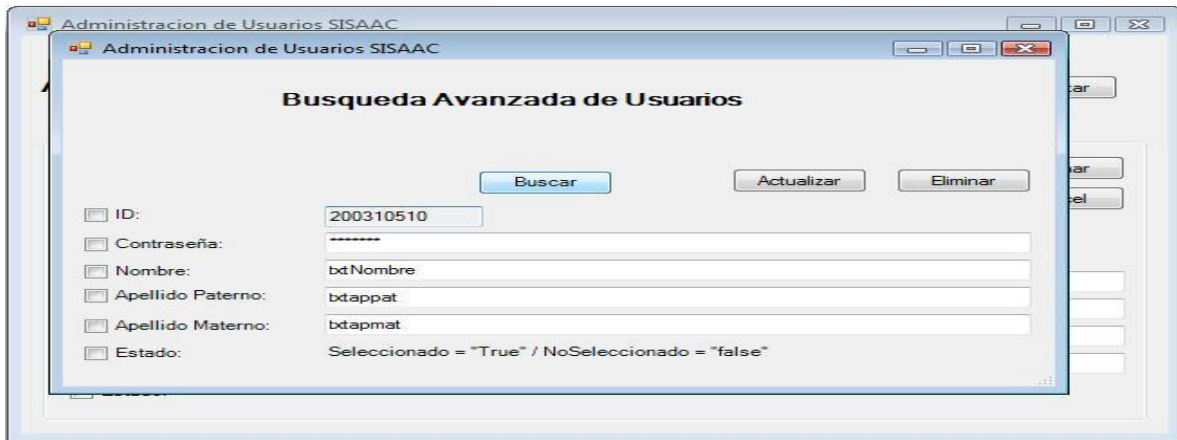 Administracion de Usuarios SISAAC
Administracion de Usuarios SISAAC
Busqueda Avanzada de Usuarios
Buscar
Actualizar
Eliminar
ID:
200310510
Contraseña:
*******
Nombre:
txtNombre
Apellido Paterno:
txtappat
Apellido Materno:
txtapmat
Estado:
Seleccionado = "True" / NoSeleccionado = "false"